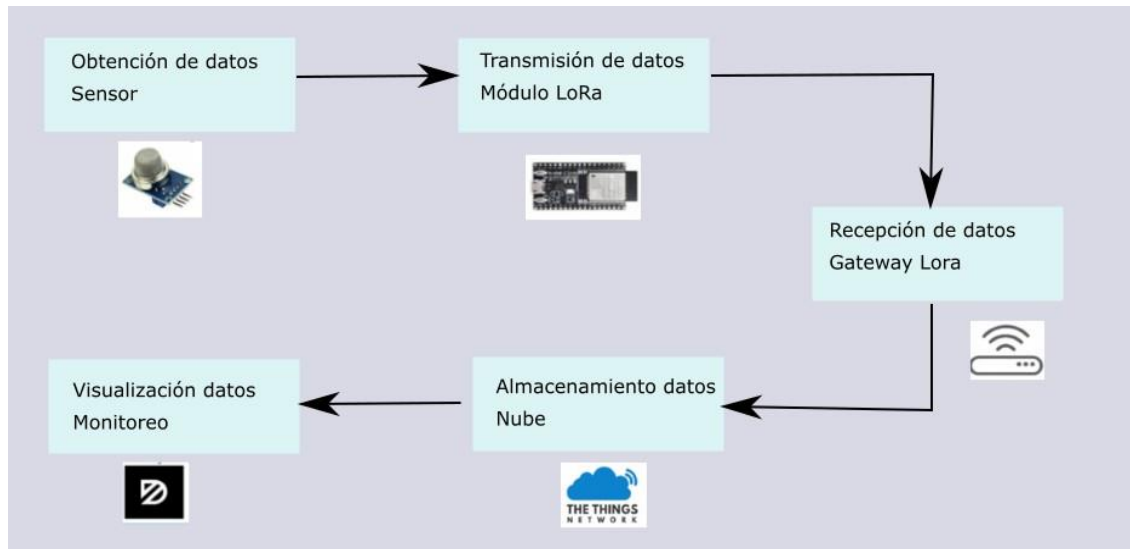 Obtención de datos
Sensor
Transmisión de datos
Módulo LoRa
Recepción de datos
Gateway Lora
Almacenamiento datos
Nube
Visualización datos
Monitoreo
THE THINGS
NETWORK